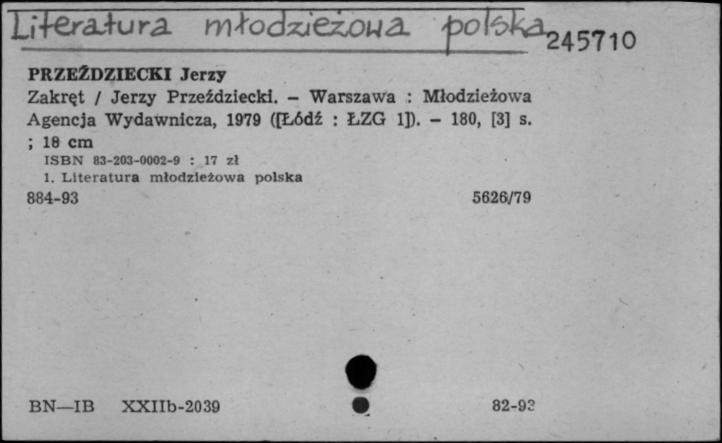 Literatura młodzieżowa polska 245710
PRZEŹDZIECKI Jerzy
Zakręt / Jerzy Przeździecki. — Warszawa : Młodzieżowa
Agencja Wydawnicza, 1979 ([Łódź : ŁZG 1]). — 180, [3] s.
; 18 cm
ISBN 83-203-0002-9 : 17 zł
1. Literatura młodzieżowa polska
884-93 5626/79
BN—IB XXIIb-2039 82-93